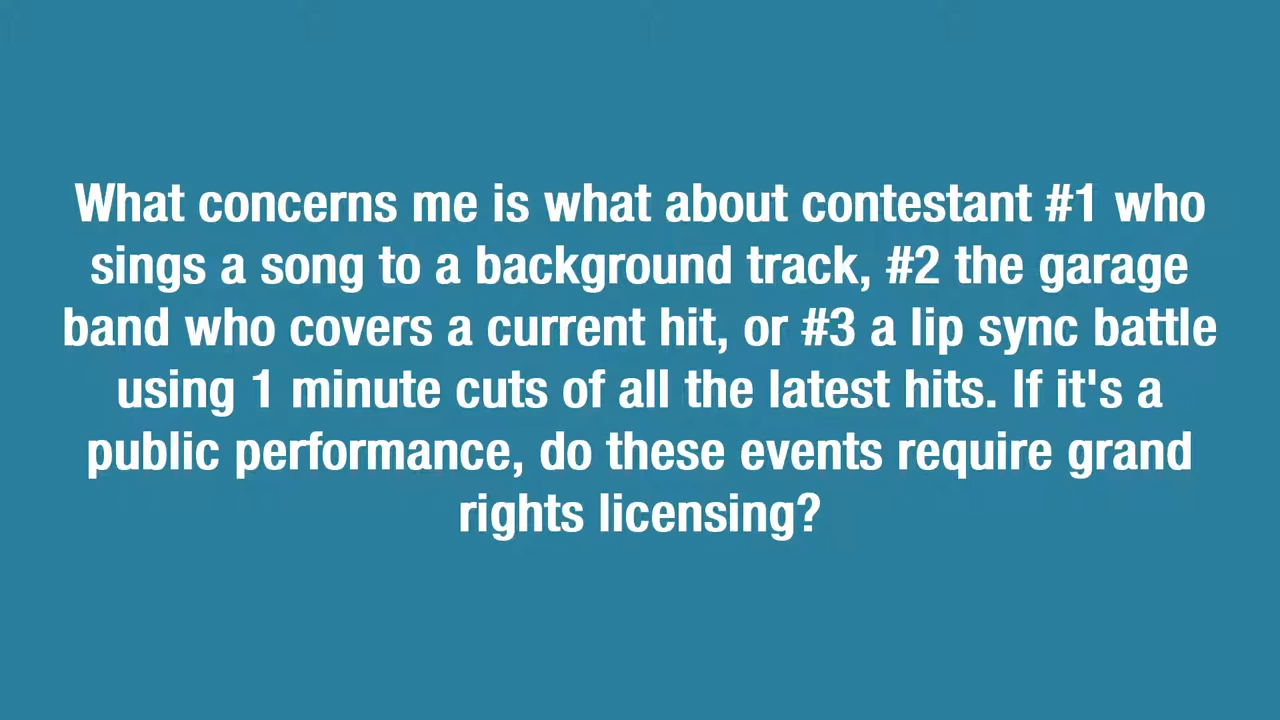 What concerns me is what about contestant #1 who
sings a song to a background track, #2 the garage
band who covers a current hit, or #3 a lip sync battle
using 1 minute cuts of all the latest hits. If it's a
public performance, do these events require grand
rights licensing?